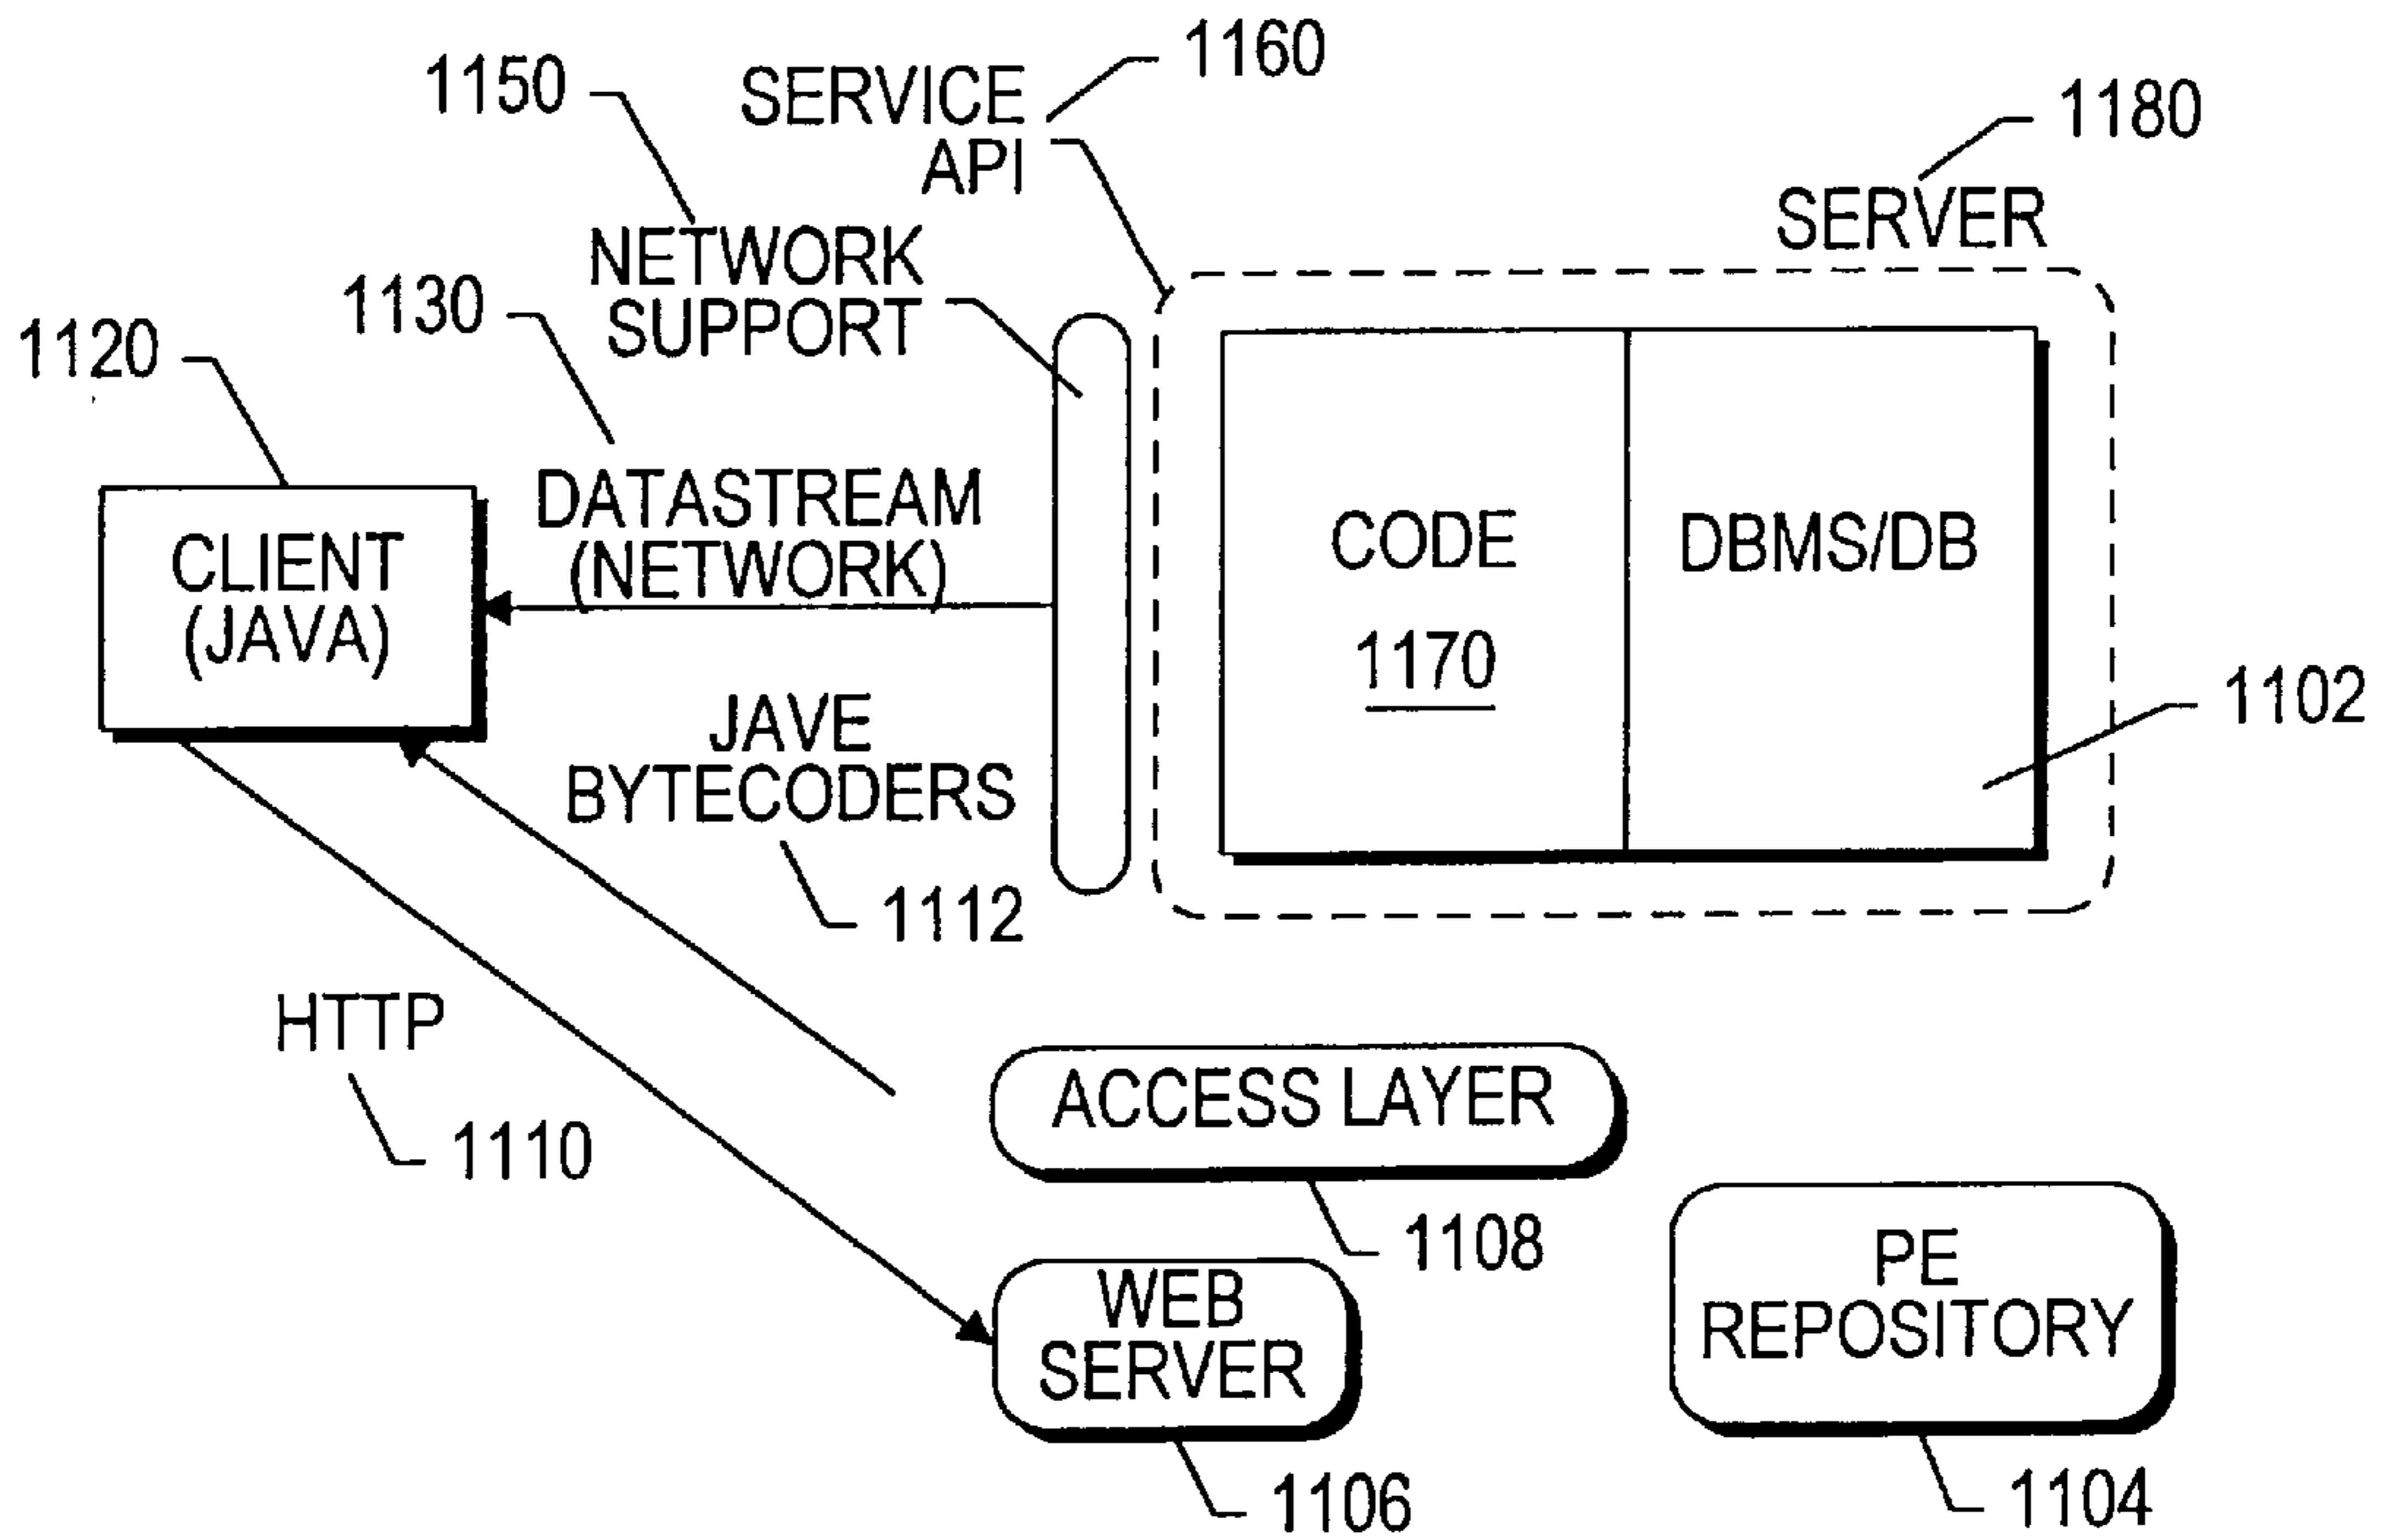 1160
1150
SERVICE
API
1180
SERVER
NETWORK
SUPPORT
1130
1120
DATASTREAM
(NETWORK)
CLIENT
(JAVA)
CODE
1170
DBMS/DB
1102
JAVE
BYTECODERS
1112
HTTP
1110
ACCESS LAYER
1108
WEB
SERVER
1106
PE
REPOSITORY
1104